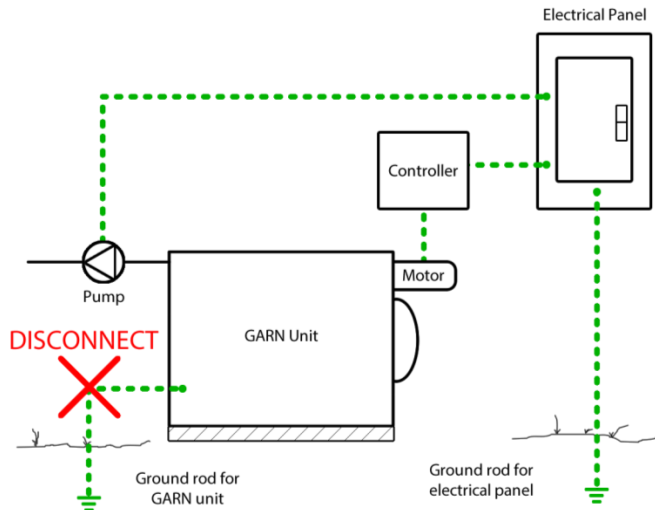 Electrical Panel
Controller
Motor
Pump
GARN Unit
DISCONNECT
Ground rod for
GARN unit
Ground rod for
electrical panel